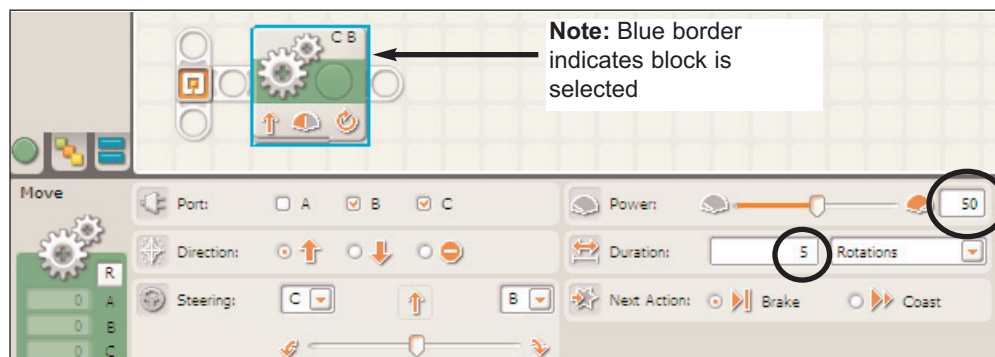 C B
Note: Blue border
indicates block is
selected
Move
Port: A B C
Power: 50
R
Direction:
Duration: 5 Rotations
0 A
Steering: C B
Next Action: Brake Coast
0 B
0 C